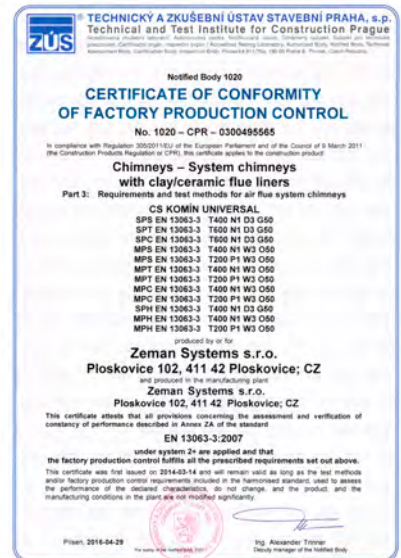 ZÚS
TECHNICKÝ A ZKUŠEBNÍ ÚSTAV STAVEBNÍ PRAHA, s.p.
Technical and Test Institute for Construction Prague
Notified Body 1020
CERTIFICATE OF CONFORMITY
OF FACTORY PRODUCTION CONTROL
No. 1020 – CPR – 0300495565
In compliance with Regulation 305/2011/EU of the European Parliament and of the Council of 9 March 2011
(the Construction Products Regulation or CPR), this certificate applies to the construction product:
Chimneys – System chimneys
with clay/ceramic flue liners
Part 3: Requirements and test methods for air flue system chimneys
CS KOMÍN UNIVERSAL
SPS EN 13063-3 T400 N1 D3 G50
SPT EN 13063-3 T600 N1 D3 G50
SPC EN 13063-3 T600 N1 D3 G50
MPS EN 13063-3 T400 N1 W3 O50
MPS EN 13063-3 T200 P1 W3 O50
MPT EN 13063-3 T400 N1 W3 O50
MPT EN 13063-3 T200 P1 W3 O50
MPC EN 13063-3 T400 N1 W3 O50
MPC EN 13063-3 T200 P1 W3 O50
SPH EN 13063-3 T400 N1 D3 G50
MPH EN 13063-3 T400 N1 W3 O50
MPH EN 13063-3 T200 P1 W3 O50
produced by or for
Zeman Systems s.r.o.
Ploskovice 102, 411 42 Ploskovice; CZ
and produced in the manufacturing plant
Zeman Systems s.r.o.
Ploskovice 102, 411 42 Ploskovice; CZ
This certificate attests that all provisions concerning the assessment and verification of
constancy of performance described in Annex ZA of the standard
EN 13063-3:2007
under system 2+ are applied and that
the factory production control fulfills all the prescribed requirements set out above.
This certificate was first issued on 2014-03-14 and will remain valid as long as the test methods
and/or factory production control requirements included in the harmonised standard, used to assess
the performance of the declared characteristics, do not change, and the product, and the
manufacturing conditions in the plant are not modified significantly.
Pilsen, 2016-04-29
Ing. Alexander Trinner
Deputy manager of the Notified Body